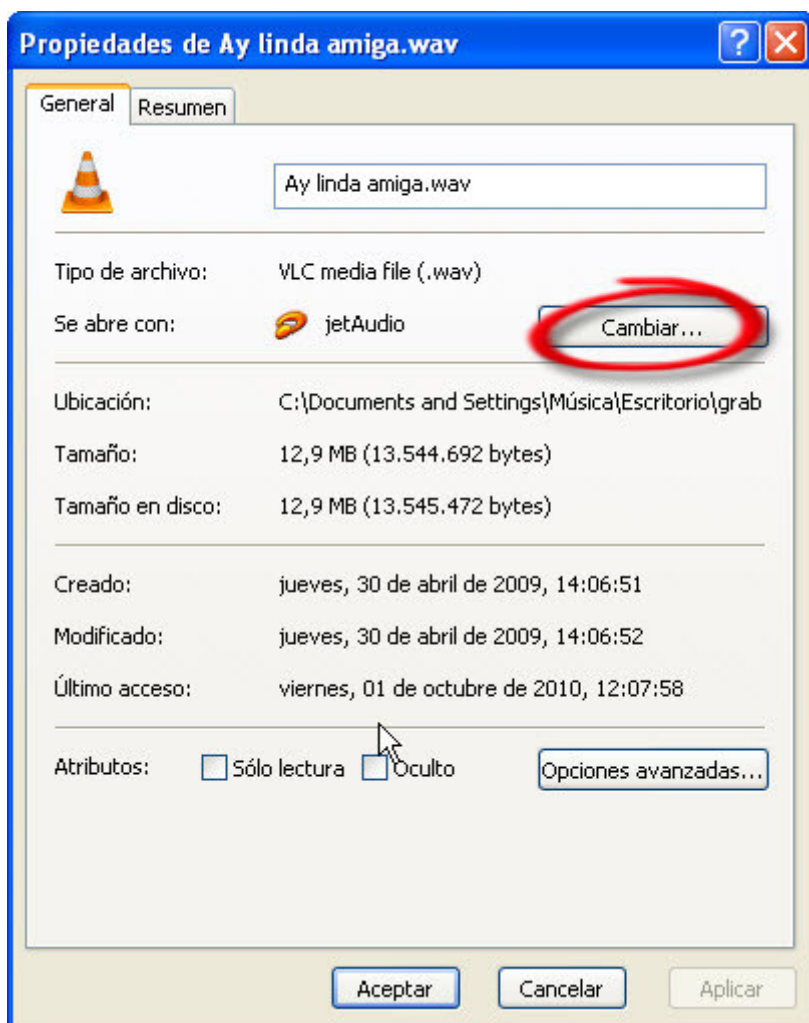 Propiedades de Ay linda amiga.wav
General Resumen
Ay linda amiga.wav
Tipo de archivo: VLC media file (.wav)
Se abre con: jetAudio Cambiar...
Ubicación: C:\Documents and Settings\Música\Escritorio\grab
Tamaño: 12,9 MB (13.544.692 bytes)
Tamaño en disco: 12,9 MB (13.545.472 bytes)
Creado: jueves, 30 de abril de 2009, 14:06:51
Modificado: jueves, 30 de abril de 2009, 14:06:52
Último acceso: viernes, 01 de octubre de 2010, 12:07:58
Atributos: Sólo lectura Oculto Opciones avanzadas...
Aceptar Cancelar Aplicar